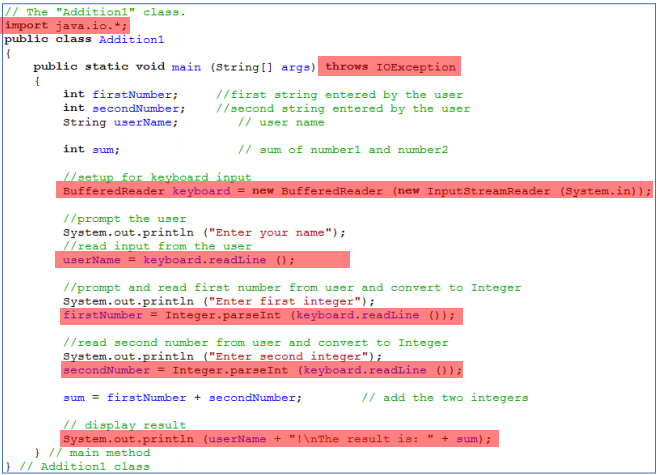 // The "Addition1" class.
import java.io.*;
public class Addition1
{
    public static void main (String[] args) throws IOException
    {
        int firstNumber;     //first string entered by the user
        int secondNumber;    //second string entered by the user
        String userName;        // user name
        int sum;                // sum of number1 and number2
        //setup for keyboard input
        BufferedReader keyboard = new BufferedReader (new InputStreamReader (System.in));
        //prompt the user
        System.out.println ("Enter your name");
        //read input from the user
        userName = keyboard.readLine ();
        //prompt and read first number from user and convert to Integer
        System.out.println ("Enter first integer");
        firstNumber = Integer.parseInt (keyboard.readLine ());
        //read second number from user and convert to Integer
        System.out.println ("Enter second integer");
        secondNumber = Integer.parseInt (keyboard.readLine ());
        sum = firstNumber + secondNumber;        // add the two integers
        // display result
        System.out.println (userName + "!\nThe result is: " + sum);
    } // main method
} // Addition1 class